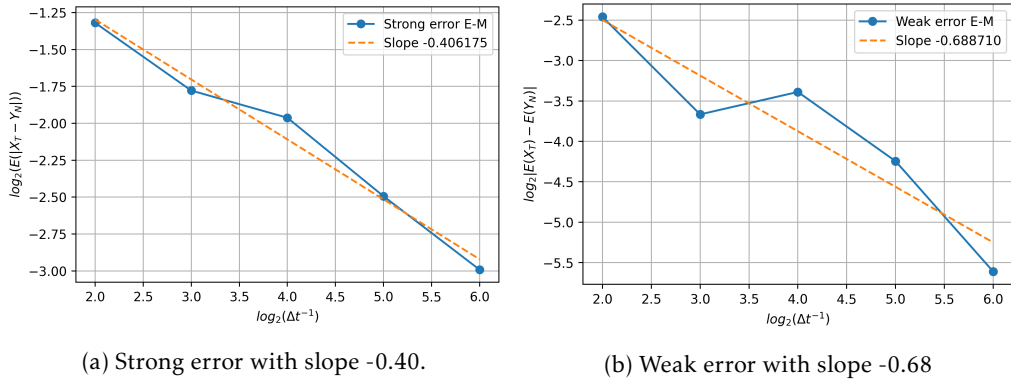 −1.25
−1.50
−1.75
−2.00
−2.25
−2.50
−2.75
−3.00
log₂(E(|X_T − Y_N|))
Strong error E-M
Slope -0.406175
2.0 2.5 3.0 3.5 4.0 4.5 5.0 5.5 6.0
log₂(Δt⁻¹)
(a) Strong error with slope -0.40.
−2.5
−3.0
−3.5
−4.0
−4.5
−5.0
−5.5
log₂|E(X_T) − E(Y_N)|
Weak error E-M
Slope -0.688710
2.0 2.5 3.0 3.5 4.0 4.5 5.0 5.5 6.0
log₂(Δt⁻¹)
(b) Weak error with slope -0.68